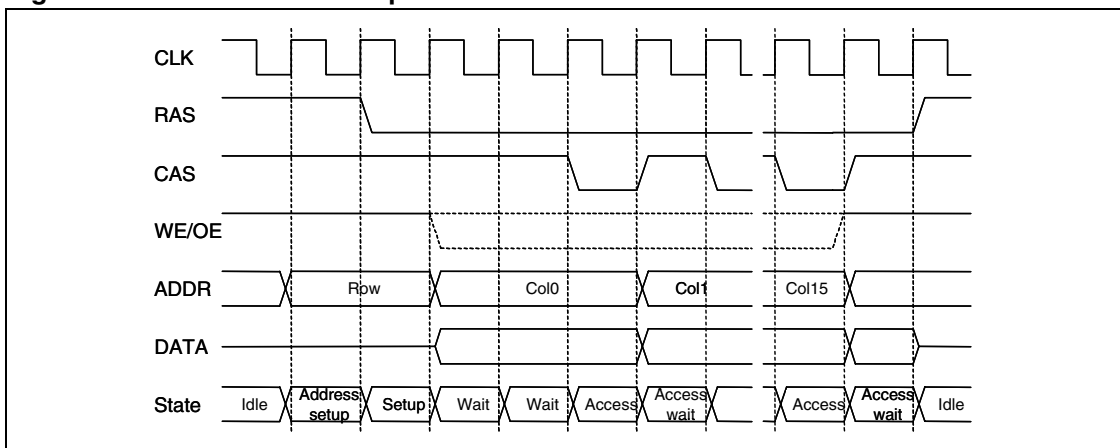 CLK
RAS
CAS
WE/OE
ADDR Row Col0 Col1 Col15
DATA
State Idle Address setup Setup Wait Wait Access Access wait Access Access wait Idle